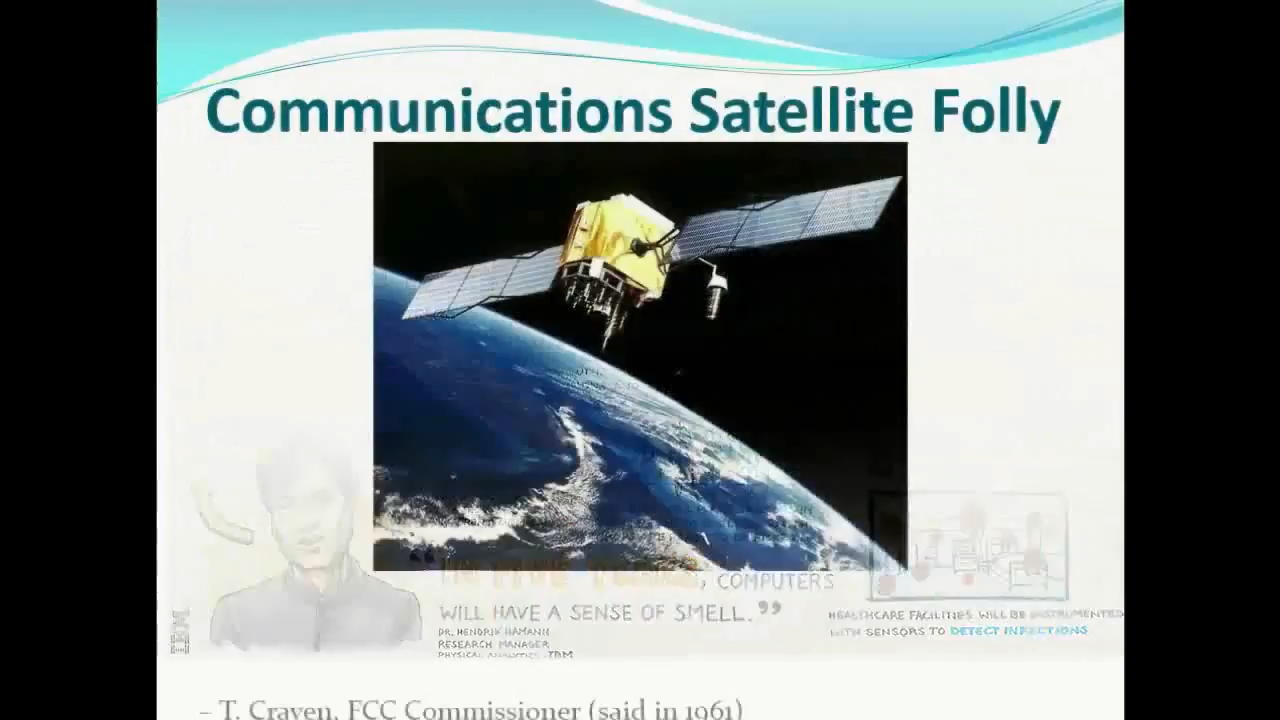 Communications Satellite Folly
“ IN FIVE YEARS, COMPUTERS
WILL HAVE A SENSE OF SMELL.”
DR. HENDRIK HAMANN
RESEARCH MANAGER
PHYSICAL ANALYTICS, IBM
IBM
HEALTHCARE FACILITIES WILL BE INSTRUMENTED
WITH SENSORS TO DETECT INFECTIONS
– T. Craven, FCC Commissioner (said in 1961)